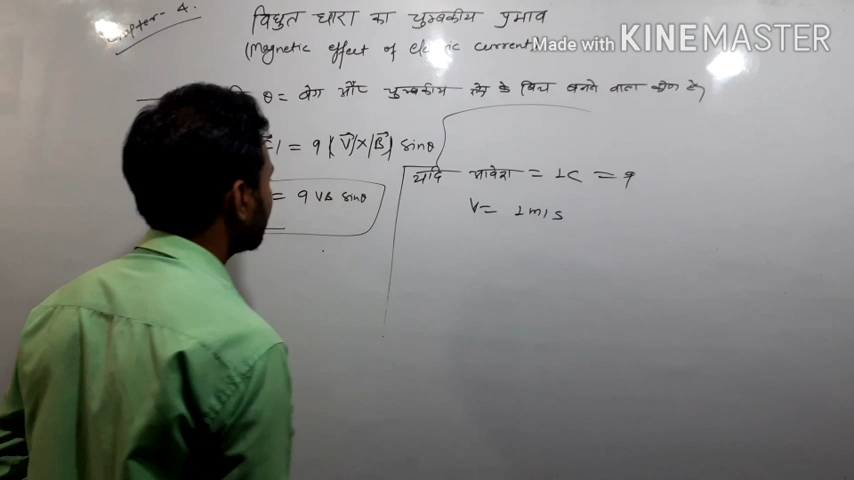 Chapter- 4.
विधुत धारा का चुम्बकीय प्रभाव
(Magnetic effect of electric current)
Made with KINEMASTER
θ = वेग और चुम्बकीय के बिच बनने वाला कोण है
= q |V⃗|×|B⃗| sinθ
यदि आवेश = 1C = q
= q VB sinθ
V= 1m/s